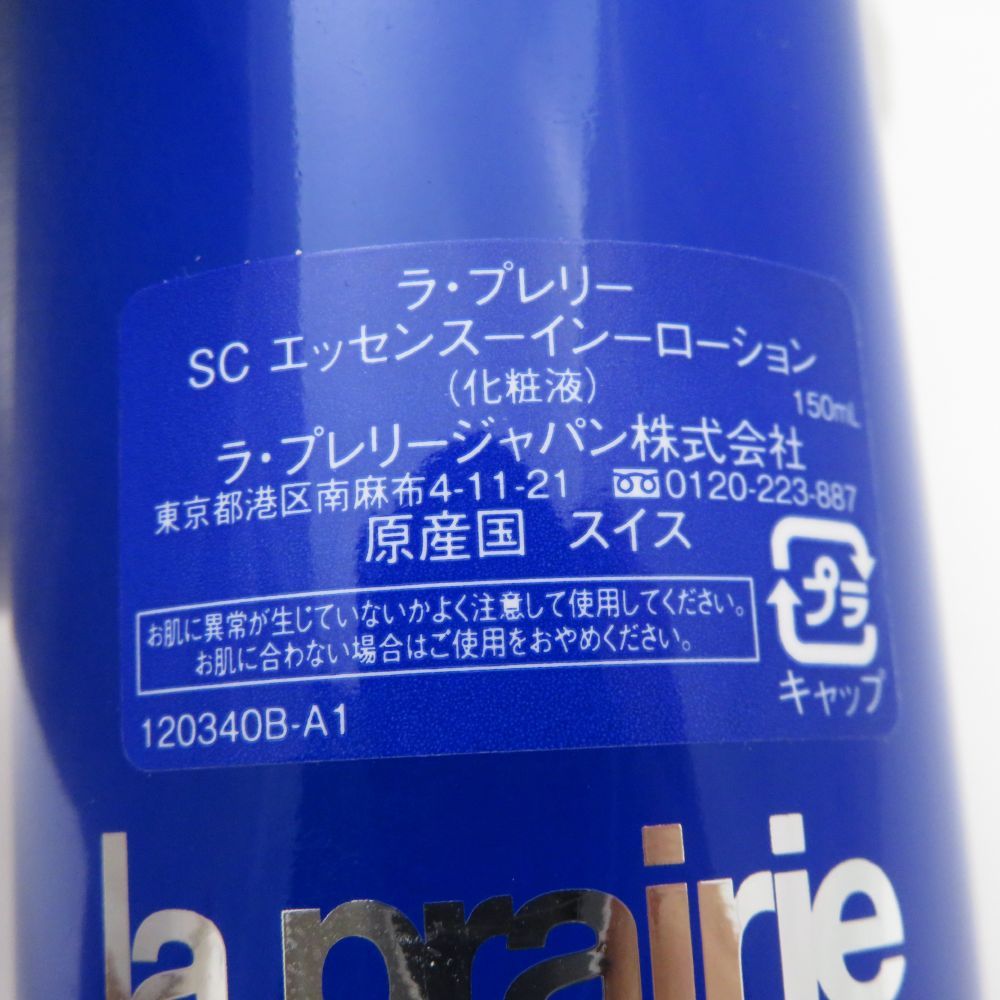 ラ・プレリー
SC エッセンスーインーローション
(化粧液)
150mL
ラ・プレリージャパン株式会社
東京都港区南麻布4-11-21 0120-223-887
原産国 スイス
プラ
キャップ
お肌に異常が生じていないかよく注意して使用してください。
お肌に合わない場合はご使用をおやめください。
120340B-A1
la prairie